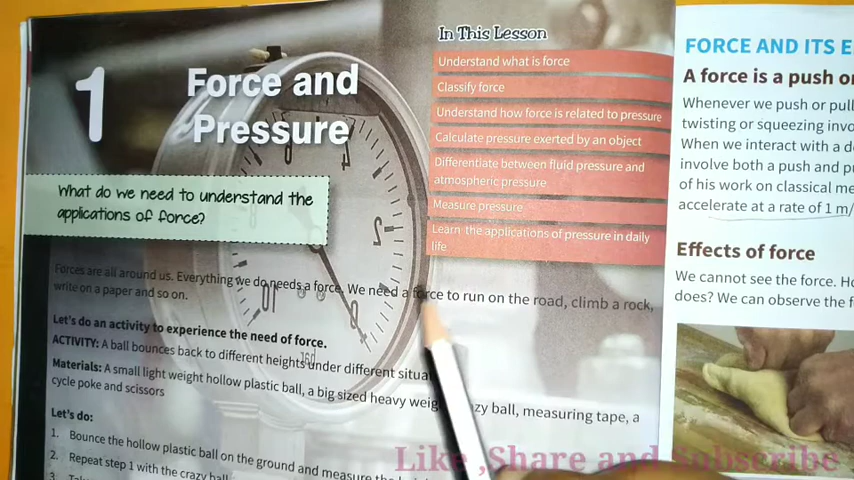 1
Force and
Pressure
What do we need to understand the
applications of force?
In This Lesson
Understand what is force
Classify force
Understand how force is related to pressure
Calculate pressure exerted by an object
Differentiate between fluid pressure and
atmospheric pressure
Measure pressure
Learn the applications of pressure in daily
life
Forces are all around us. Everything we do needs a force. We need a force to run on the road, climb a rock,
write on a paper and so on.
Let's do an activity to experience the need of force.
ACTIVITY: A ball bounces back to different heights under different
Materials: A small light weight hollow plastic ball, a big sized heavy ball, measuring tape, a
cycle poke and scissors
Let's do:
1. Bounce the hollow plastic ball on the ground and measure the
2. Repeat step 1 with the crazy ball
3.
FORCE AND ITS
A force is a push
Whenever we push or pull
twisting or squeezing
When we interact with a
involve both a push and
of his work on classical
accelerate at a rate of 1 m/
Effects of force
We cannot see the force.
does? We can observe the
Like ,Share and Subscribe